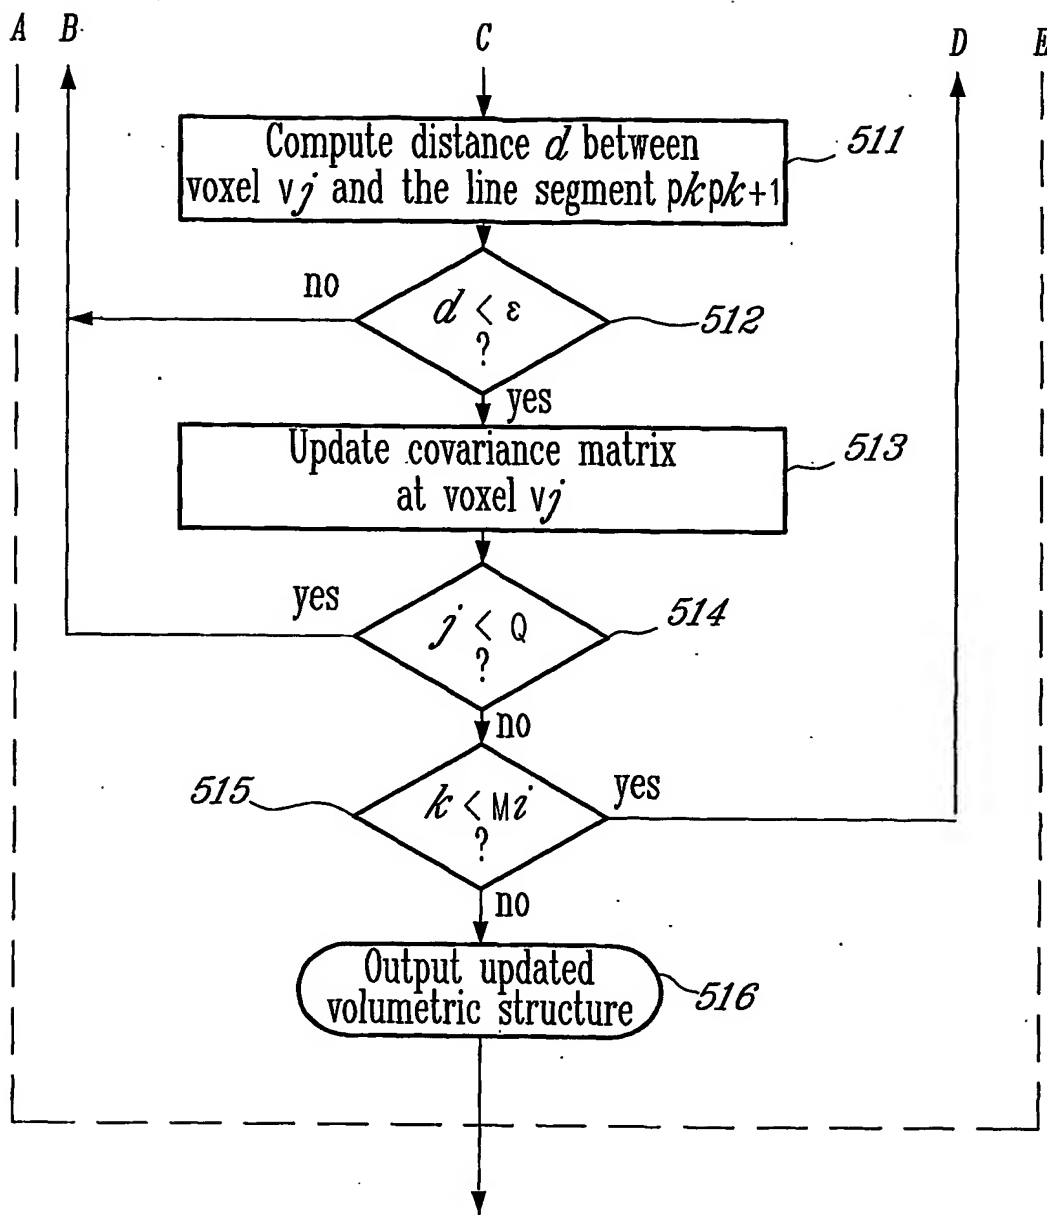 A B C D E
Compute distance d between
voxel vj and the line segment pkpk+1
511
no
d < ε
?
512
yes
Update covariance matrix
at voxel vj
513
yes
j < Q
?
514
no
515
k < Mi
?
yes
no
Output updated
volumetric structure
516